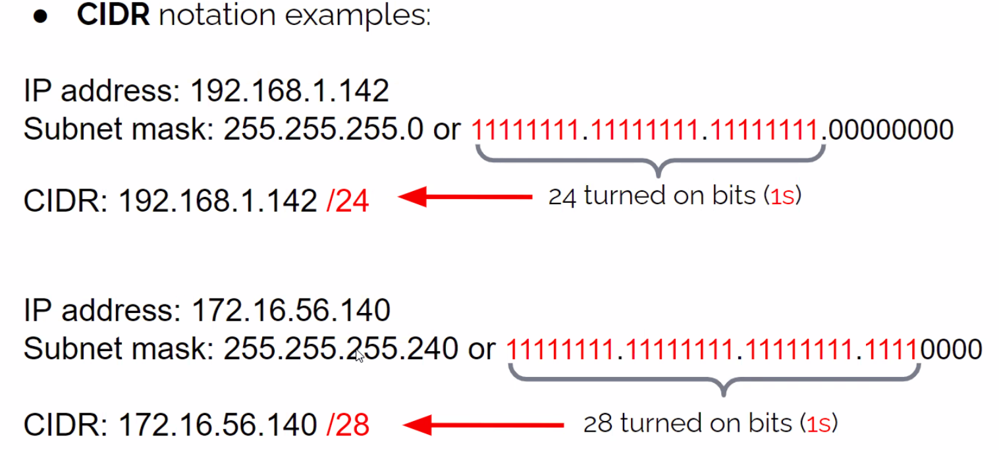 ● CIDR notation examples:
IP address: 192.168.1.142
Subnet mask: 255.255.255.0 or 11111111.11111111.11111111.00000000
CIDR: 192.168.1.142 /24
24 turned on bits (1s)
IP address: 172.16.56.140
Subnet mask: 255.255.255.240 or 11111111.11111111.11111111.11110000
CIDR: 172.16.56.140 /28
28 turned on bits (1s)